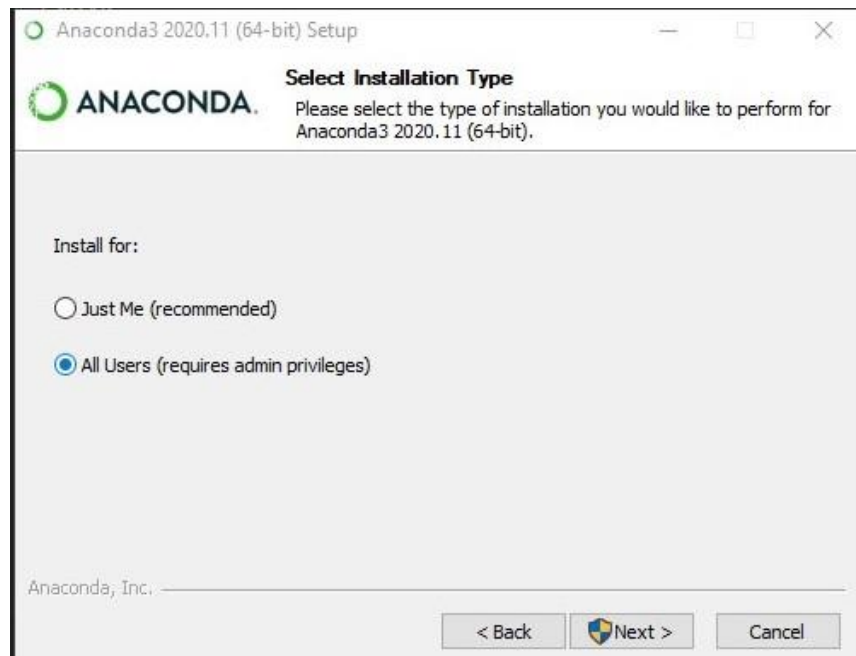 Anaconda3 2020.11 (64-bit) Setup
ANACONDA.
Select Installation Type
Please select the type of installation you would like to perform for
Anaconda3 2020.11 (64-bit).
Install for:
Just Me (recommended)
All Users (requires admin privileges)
Anaconda, Inc.
< Back
Next >
Cancel